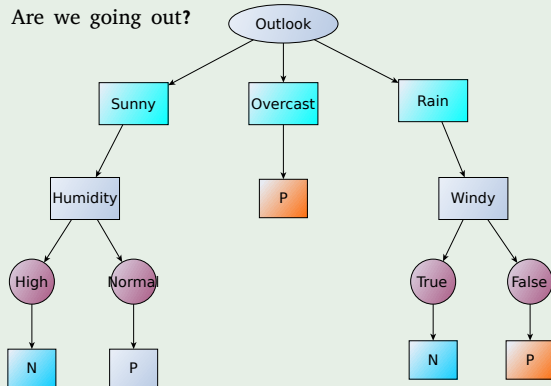 Are we going out?
Outlook
Sunny
Overcast
Rain
Humidity
P
Windy
High
Normal
True
False
N
P
N
P